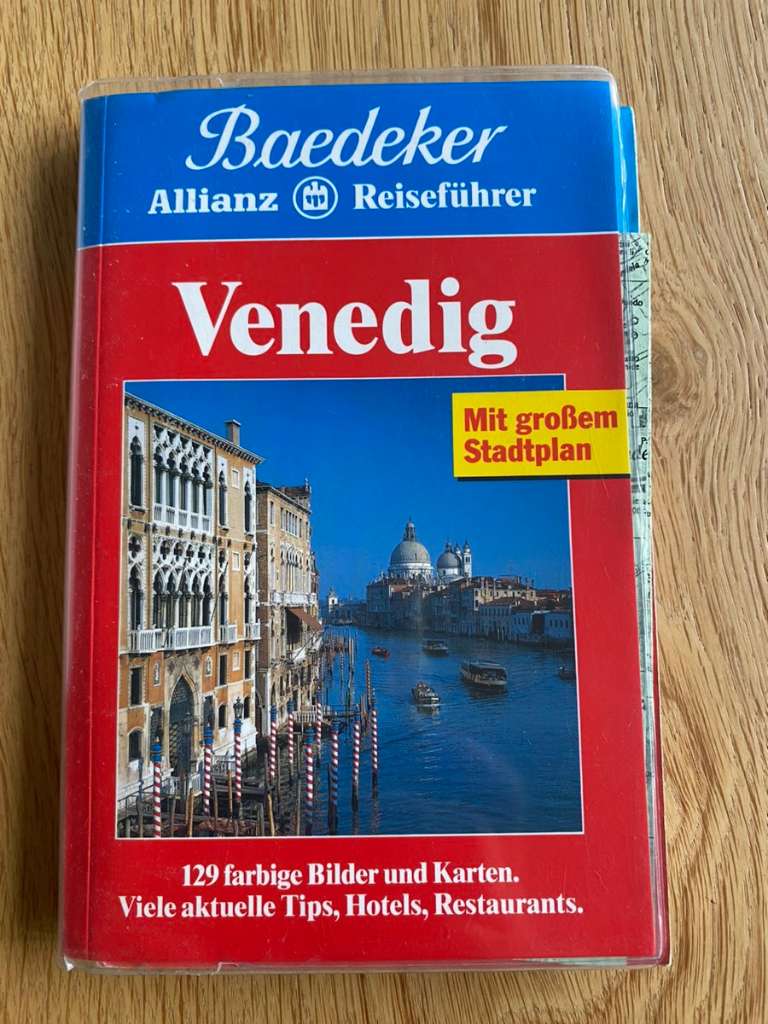 Baedeker
Allianz Reiseführer
Venedig
Mit großem
Stadtplan
129 farbige Bilder und Karten.
Viele aktuelle Tips, Hotels, Restaurants.